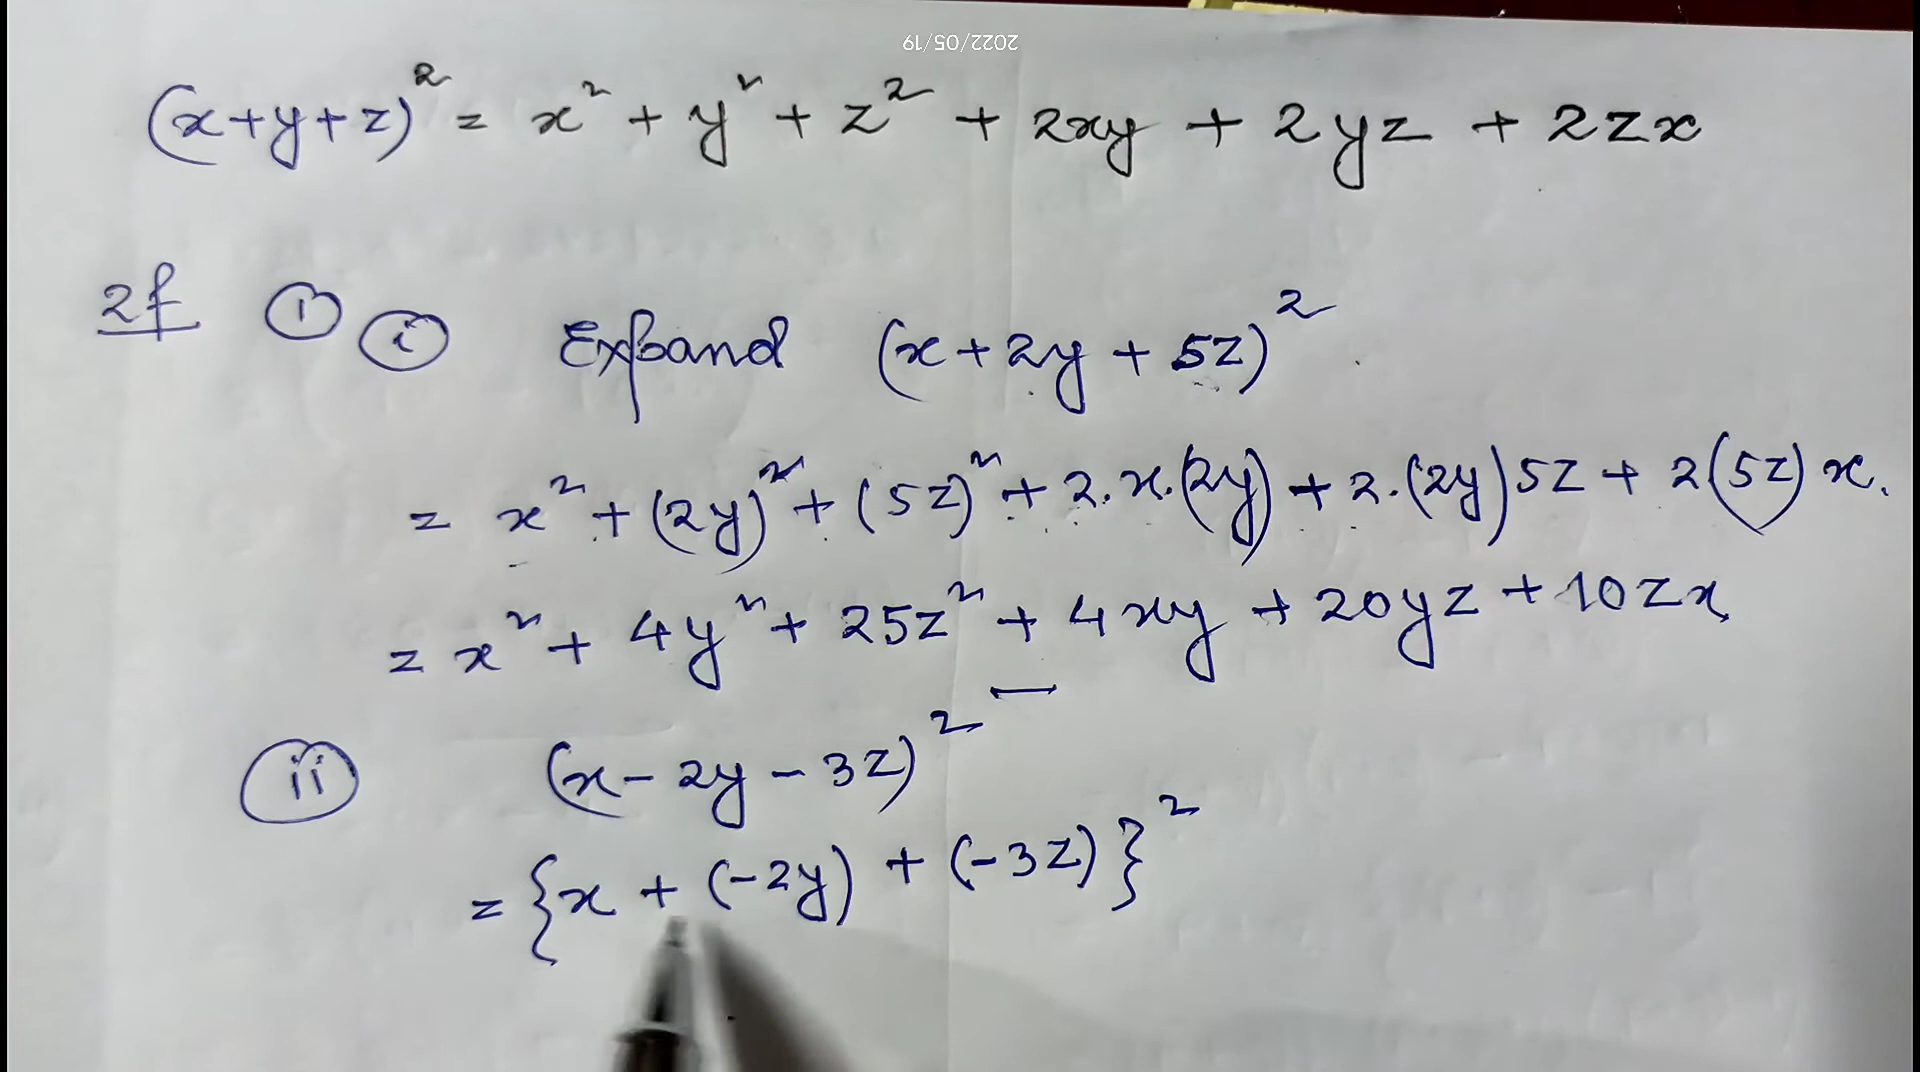 2022/05/19
(x+y+z)² = x² + y² + z² + 2xy + 2yz + 2zx
2f ① ⓘ Expand (x+2y+5z)²
= x² + (2y)² + (5z)² + 2.x.(2y) + 2.(2y)5z + 2(5z)x.
= x² + 4y² + 25z² + 4xy + 20yz + 10zx
(ii) (x-2y-3z)²
= {x + (-2y) + (-3z)}²